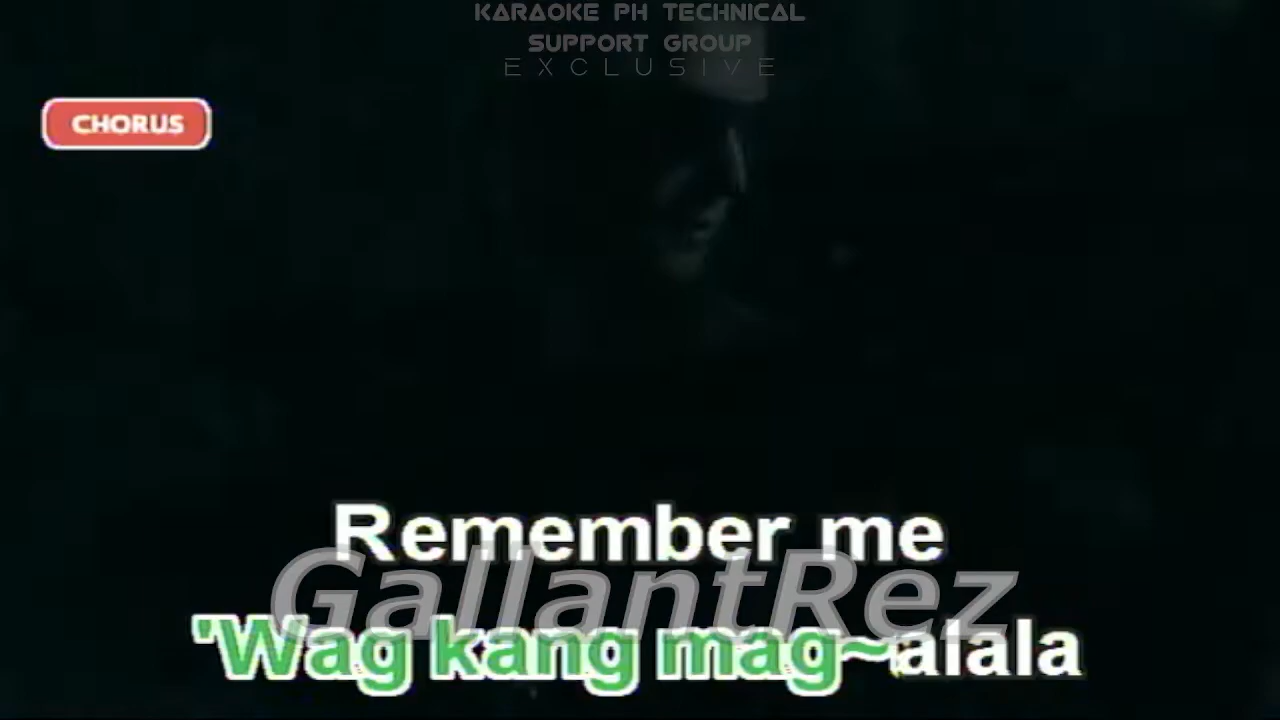 KARAOKE PH TECHNICAL
SUPPORT GROUP
EXCLUSIVE
CHORUS
Remember me
GallantRez
'Wag kang mag~alala